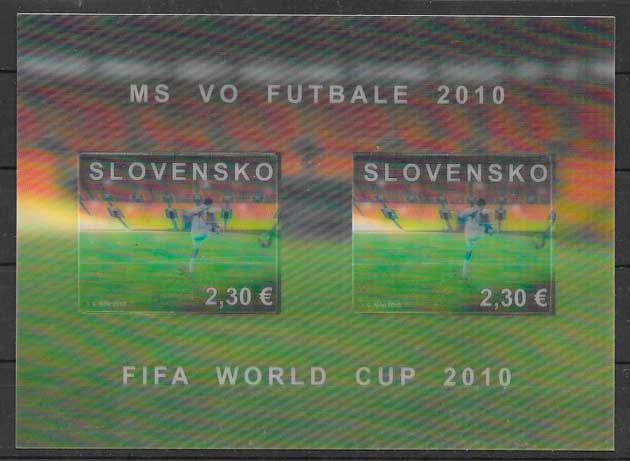 MS VO FUTBALE 2010
SLOVENSKO
2,30 €
SLOVENSKO
2,30 €
FIFA WORLD CUP 2010